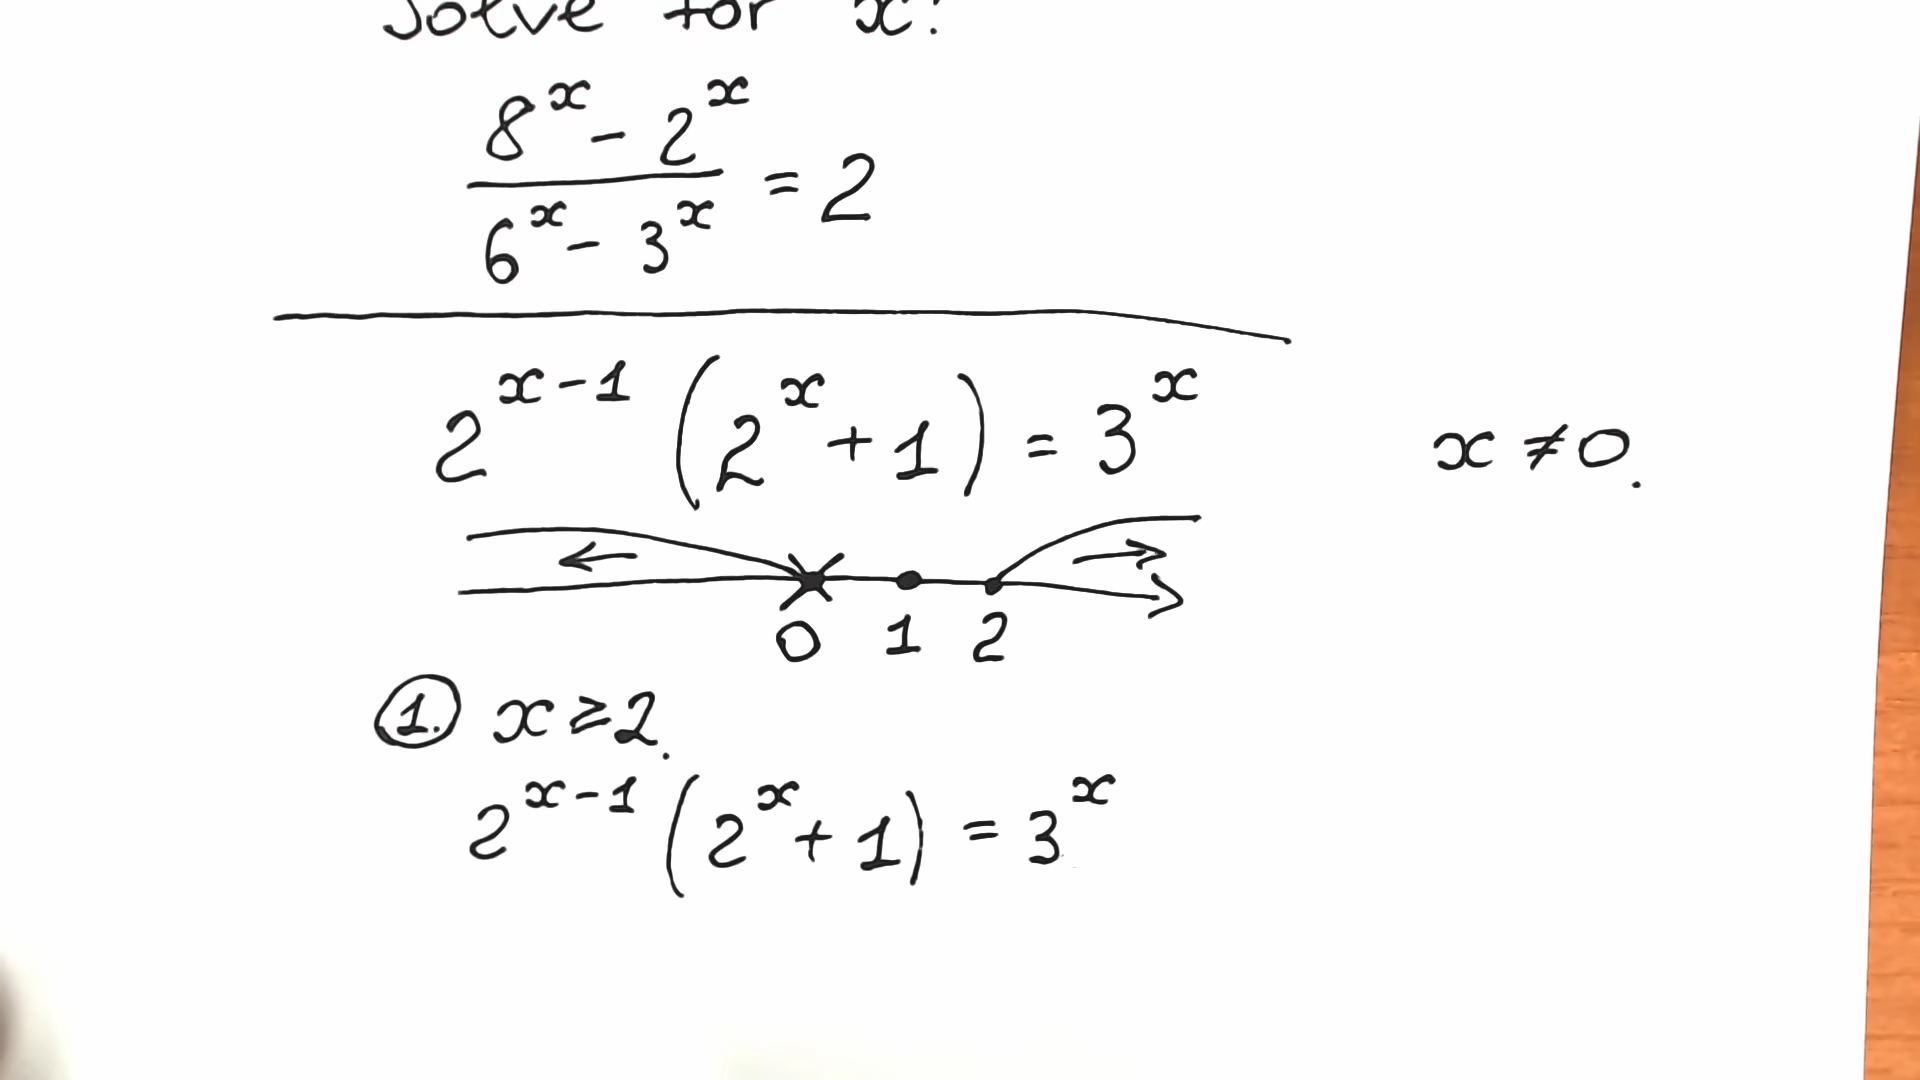 Solve for x:
8^x - 2^x / 6^x - 3^x = 2
2^{x-1} (2^x + 1) = 3^x    x ≠ 0.
0 1 2
1. x ≥ 2.
2^{x-1} (2^x + 1) = 3^x